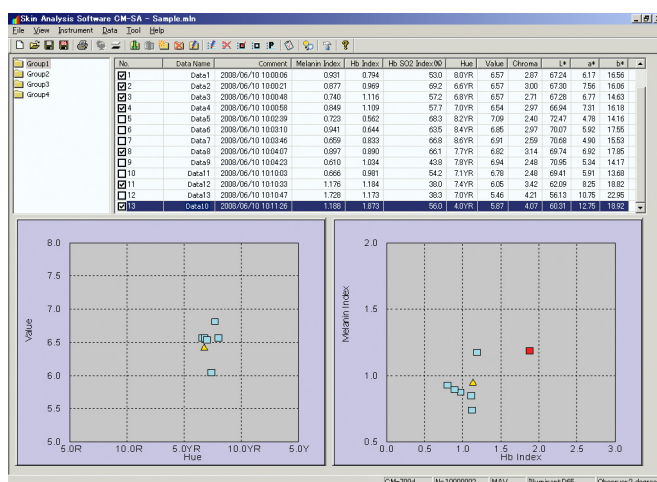 Skin Analysis Software CM-SA - Sample.mln
File View Instrument Data Tool Help
Group1
Group2
Group3
Group4
No. Data Name Comment Melanin Index Hb Index Hb SO2 Index(%) Hue Value Chroma L* a* b*
1 Data1 2008/06/10 10:00:06 0.931 0.794 53.0 8.0YR 6.57 2.87 67.24 6.17 16.56
2 Data2 2008/06/10 10:00:21 0.877 0.969 69.2 6.6YR 6.57 3.00 67.30 7.56 16.06
3 Data3 2008/06/10 10:00:48 0.740 1.116 57.2 6.8YR 6.57 2.71 67.28 6.77 14.63
4 Data4 2008/06/10 10:00:58 0.849 1.109 57.7 7.0YR 6.54 2.97 66.94 7.31 16.18
5 Data5 2008/06/10 10:02:39 0.723 0.562 68.3 8.2YR 7.09 2.40 72.47 4.78 14.16
6 Data6 2008/06/10 10:03:10 0.941 0.644 63.5 8.4YR 6.85 2.97 70.07 5.92 17.55
7 Data7 2008/06/10 10:03:46 0.659 0.833 66.8 8.6YR 6.91 2.59 70.68 4.90 15.53
8 Data8 2008/06/10 10:04:07 0.897 0.890 66.1 7.7YR 6.82 3.14 69.74 6.92 17.85
9 Data9 2008/06/10 10:04:23 0.610 1.034 43.8 7.8YR 6.94 2.48 70.95 5.34 14.17
10 Data11 2008/06/10 10:10:03 0.666 0.981 54.2 7.1YR 6.78 2.48 69.41 5.91 13.68
11 Data12 2008/06/10 10:10:33 1.176 1.184 38.0 7.4YR 6.05 3.42 62.09 8.25 18.82
12 Data13 2008/06/10 10:10:47 1.728 1.173 38.3 7.0YR 5.46 4.21 56.13 10.75 22.95
13 Data10 2008/06/10 10:11:26 1.188 1.873 56.0 4.0YR 5.87 4.07 60.31 12.75 18.92
8.0
7.5
7.0
6.5
6.0
5.5
5.0
Value
5.0R 10.0R 5.0YR 10.0YR 5.0Y
Hue
2.0
1.5
1.0
0.5
Melanin Index
0.0 0.5 1.0 1.5 2.0 2.5 3.0
Hb Index